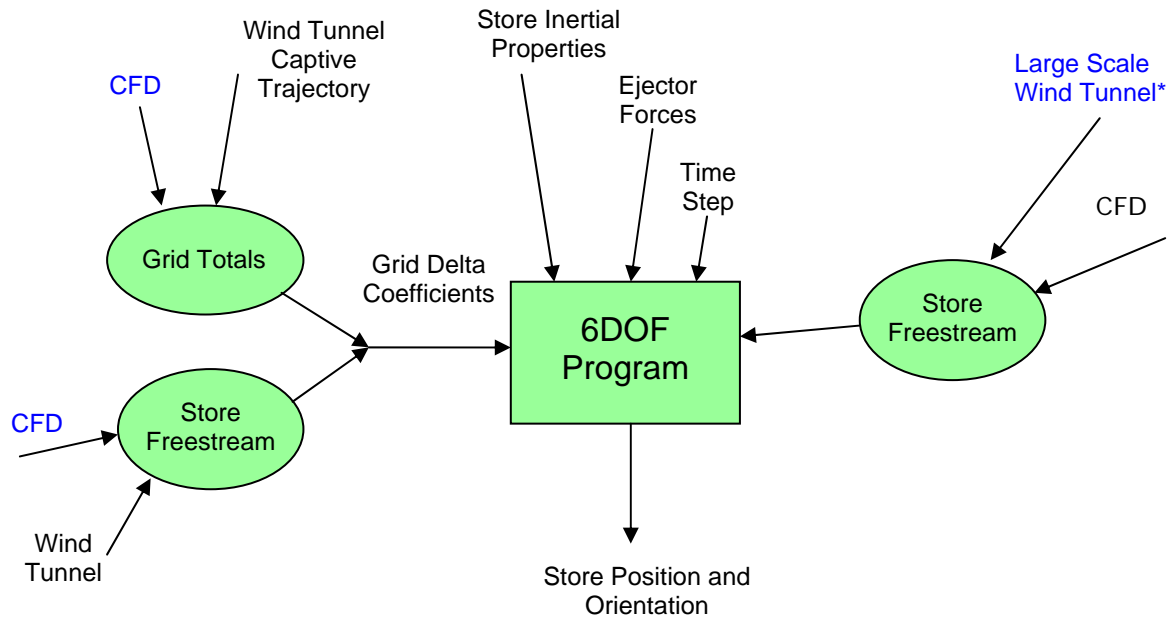 Wind Tunnel
Captive
Trajectory
CFD
Store Inertial
Properties
Ejector
Forces
Time
Step
Large Scale
Wind Tunnel*
CFD
Grid Totals
Grid Delta
Coefficients
6DOF
Program
Store
Freestream
CFD
Store
Freestream
Wind
Tunnel
Store Position and
Orientation